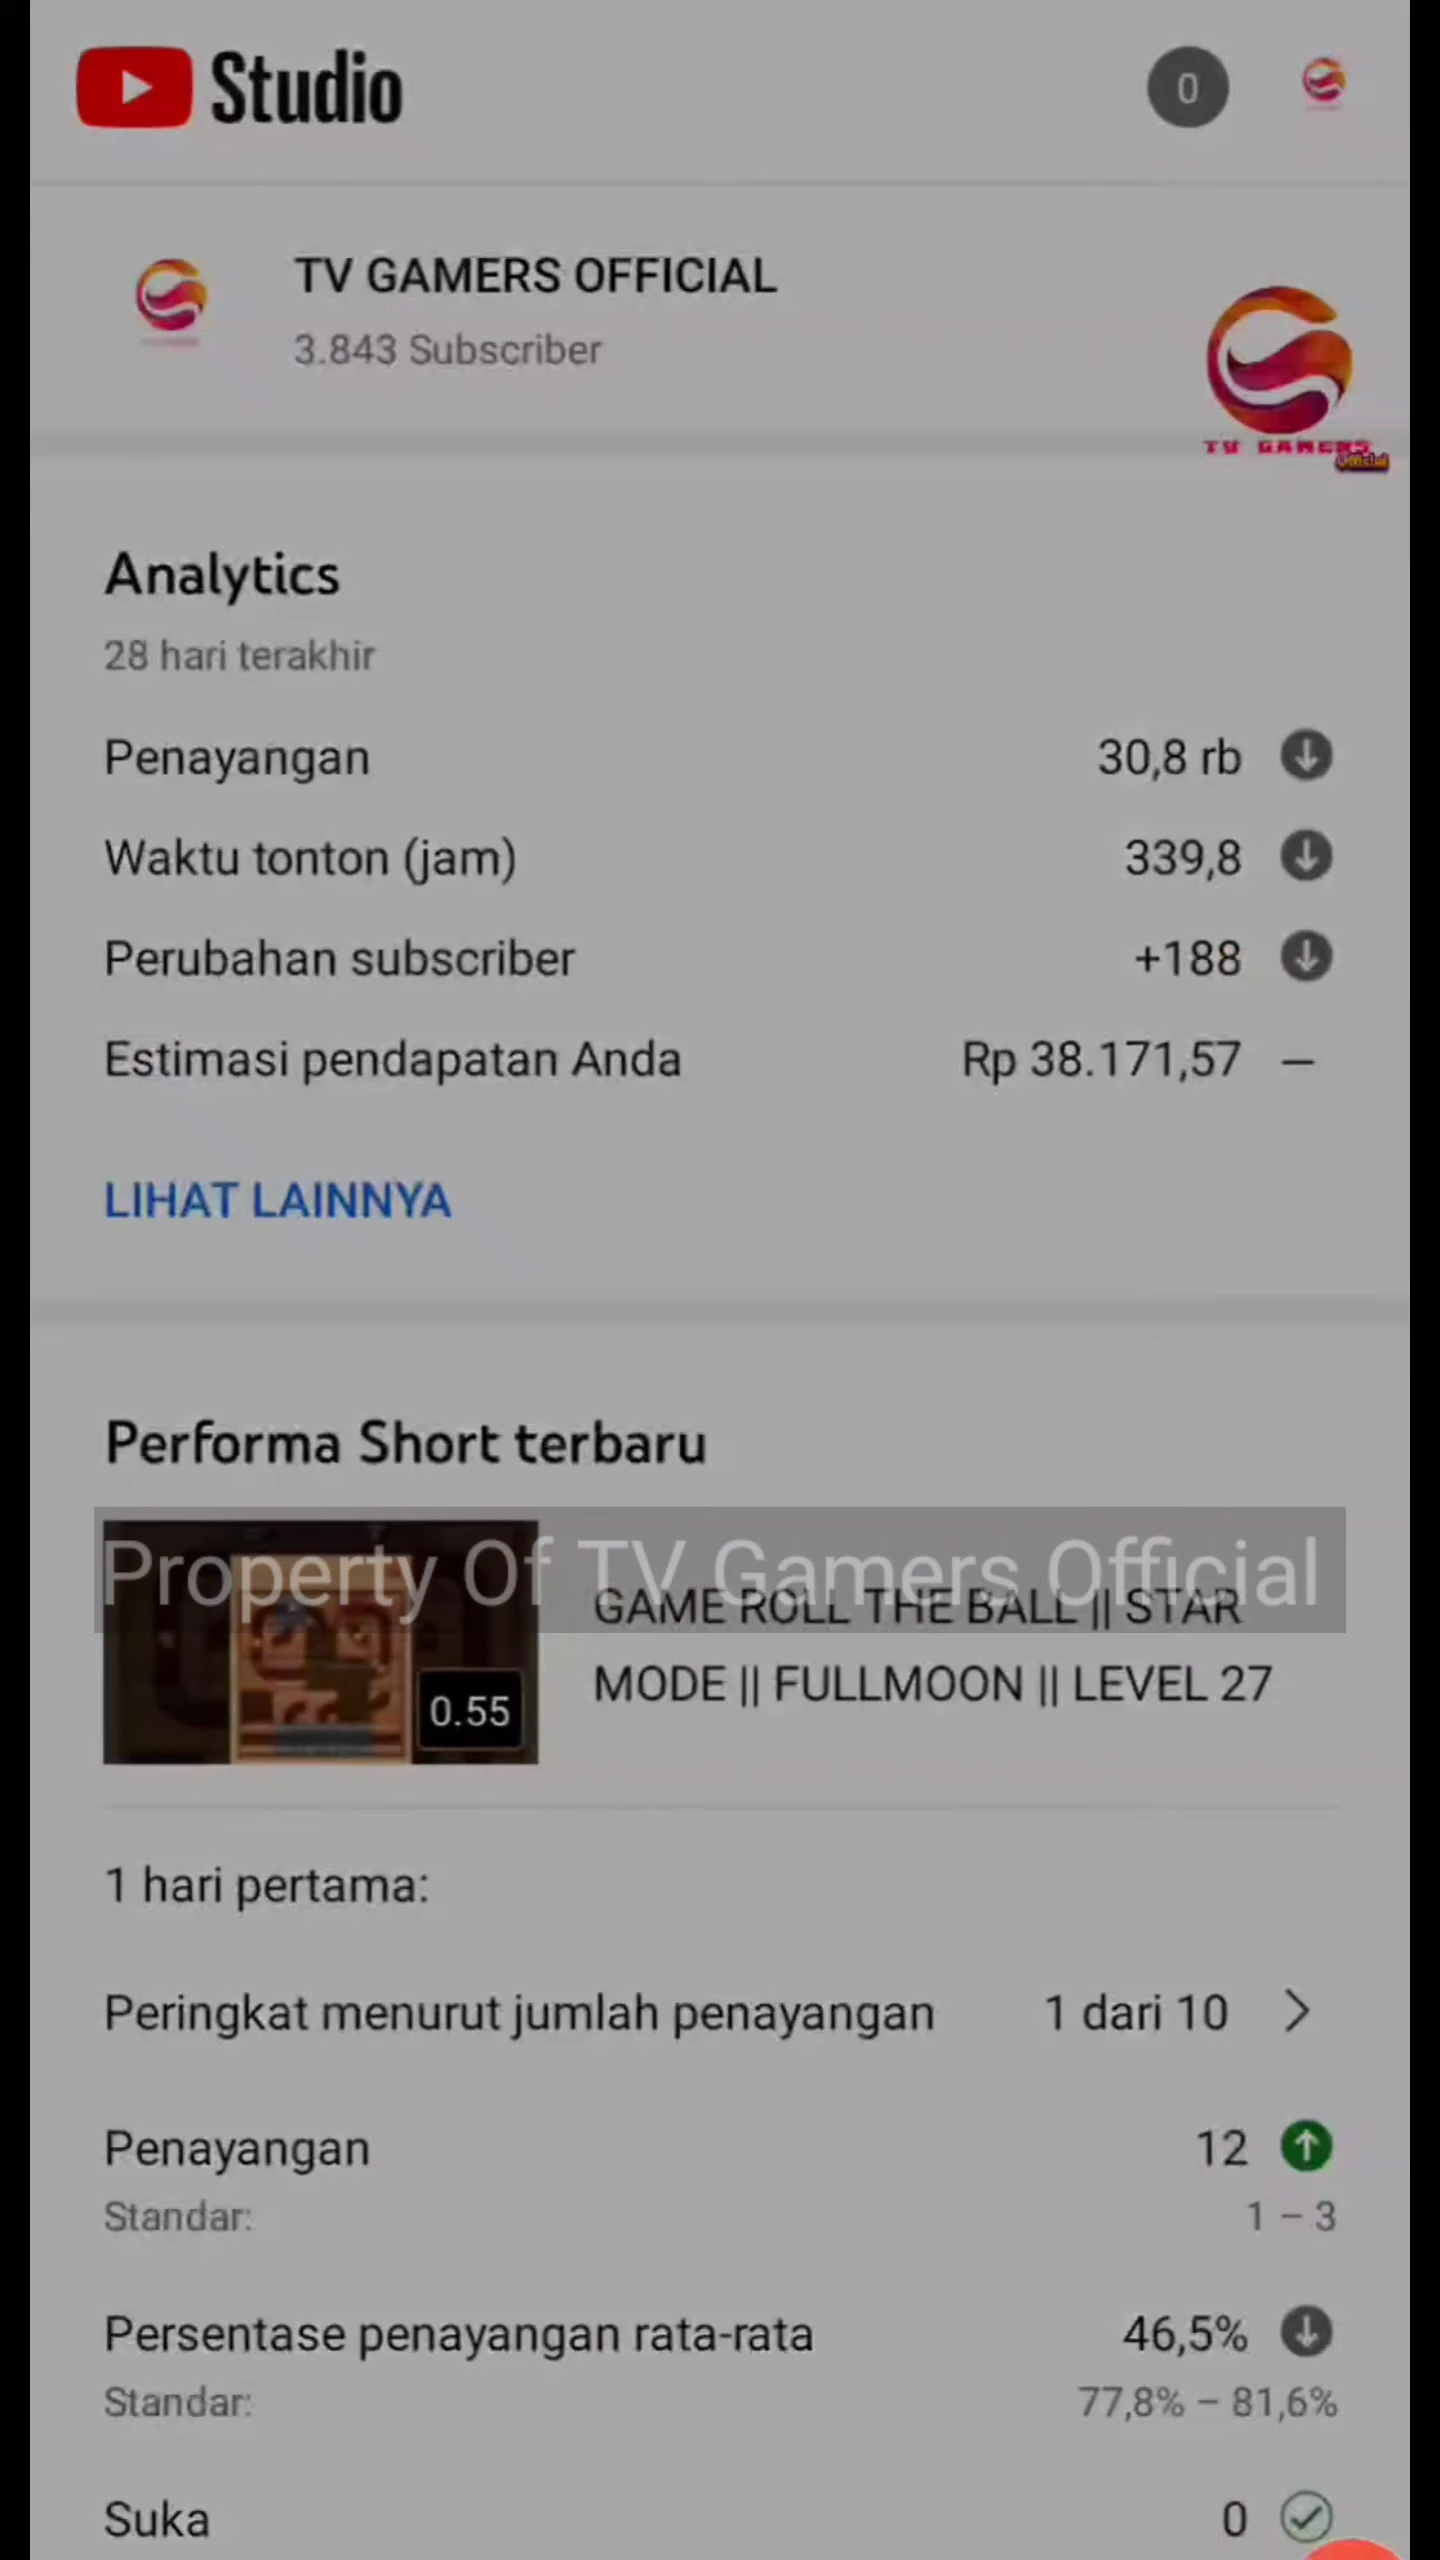 Studio
0
TV GAMERS OFFICIAL
3.843 Subscriber
TV GAMERS
Official
Analytics
28 hari terakhir
Penayangan 30,8 rb
Waktu tonton (jam) 339,8
Perubahan subscriber +188
Estimasi pendapatan Anda Rp 38.171,57 —
LIHAT LAINNYA
Performa Short terbaru
Property Of TV Gamers Official
GAME ROLL THE BALL || STAR
MODE || FULLMOON || LEVEL 27
0.55
1 hari pertama:
Peringkat menurut jumlah penayangan 1 dari 10
Penayangan 12
Standar: 1 – 3
Persentase penayangan rata-rata 46,5%
Standar: 77,8% – 81,6%
Suka 0